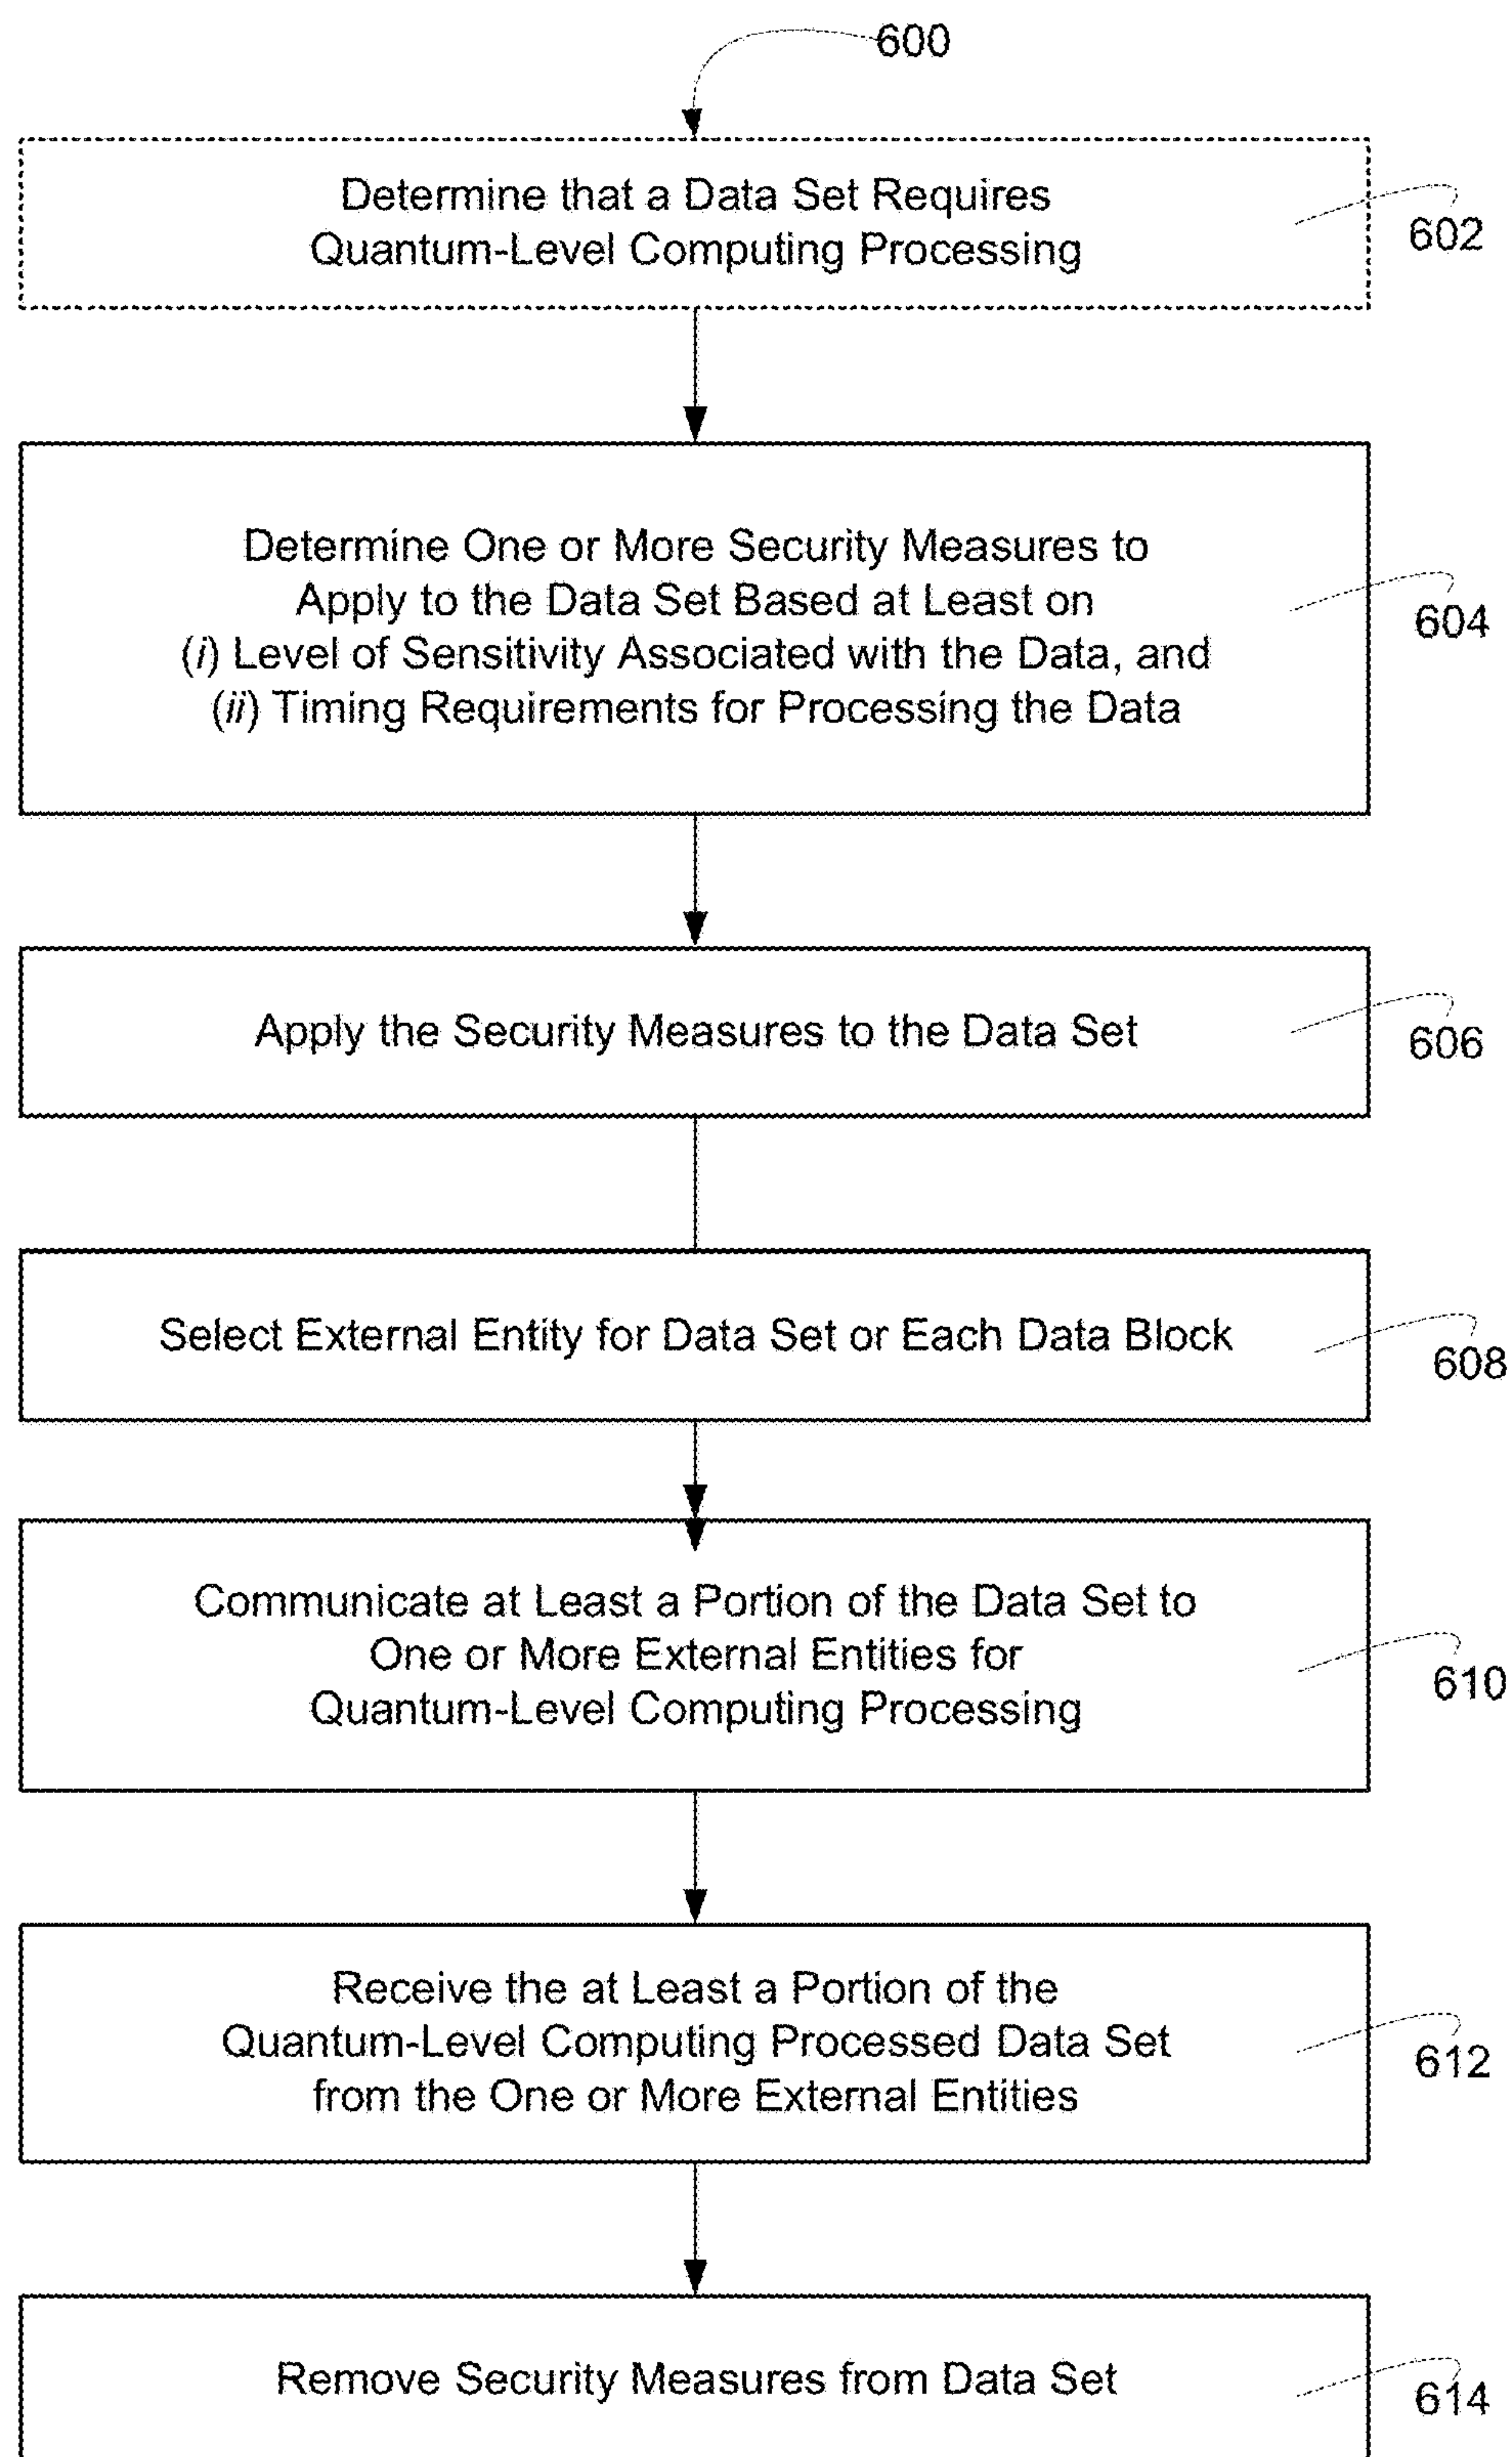 600
Determine that a Data Set Requires
Quantum-Level Computing Processing
602
Determine One or More Security Measures to
Apply to the Data Set Based at Least on
(i) Level of Sensitivity Associated with the Data, and
(ii) Timing Requirements for Processing the Data
604
Apply the Security Measures to the Data Set
606
Select External Entity for Data Set or Each Data Block
608
Communicate at Least a Portion of the Data Set to
One or More External Entities for
Quantum-Level Computing Processing
610
Receive the at Least a Portion of the
Quantum-Level Computing Processed Data Set
from the One or More External Entities
612
Remove Security Measures from Data Set
614